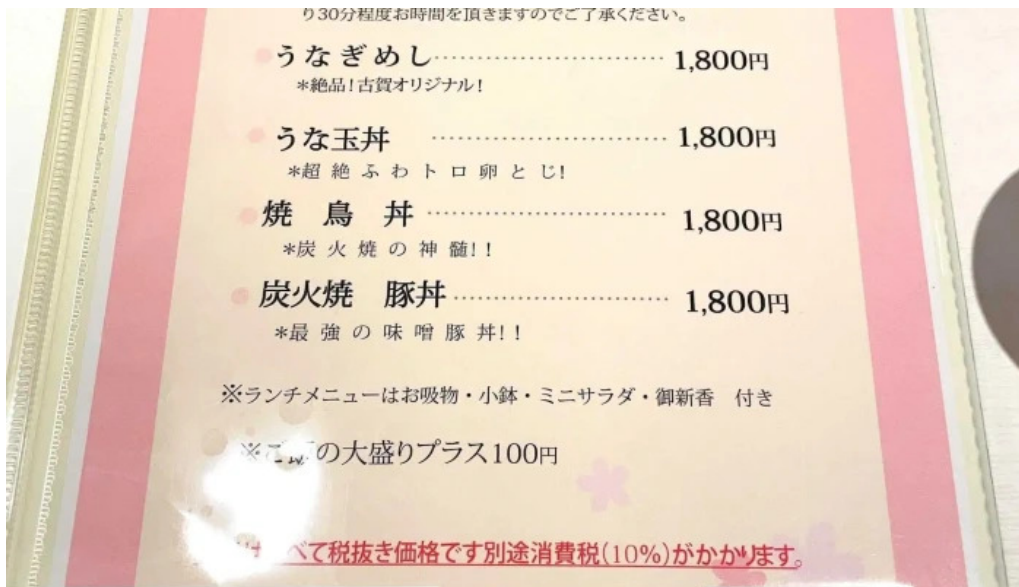 り30分程度お時間を頂きますのでご了承ください。
うなぎめし……………………… 1,800円
*絶品!古賀オリジナル!
うな玉丼 ……………………… 1,800円
*超絶ふわトロ卵とじ!
焼 鳥 丼 ……………………… 1,800円
*炭火焼の神髄!!
炭火焼 豚丼……………………… 1,800円
*最強の味噌豚丼!!
※ランチメニューはお吸物・小鉢・ミニサラダ・御新香 付き
※の大盛りプラス100円
べて税抜き価格です別途消費税(10%)がかかります。